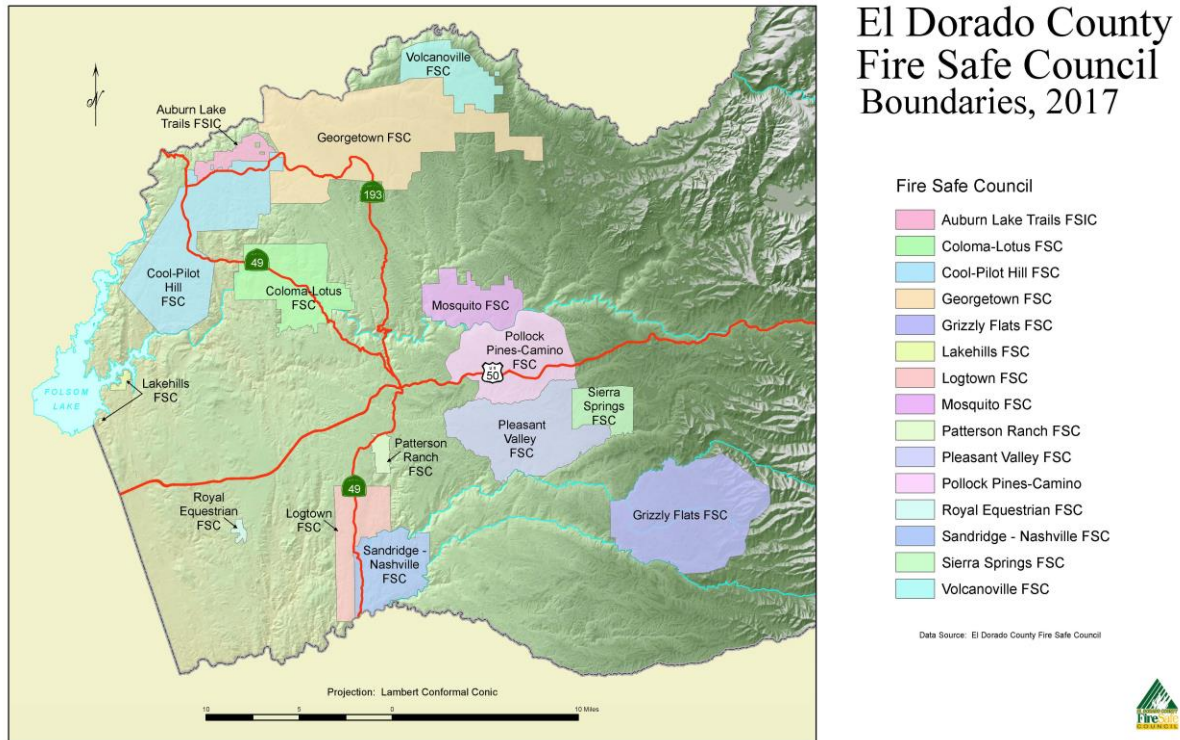 El Dorado County
Fire Safe Council
Boundaries, 2017
N
Volcanoville
FSC
Auburn Lake
Trails FSIC
Georgetown FSC
193
Cool-Pilot
Hill
FSC
49
Coloma-Lotus
FSC
Mosquito FSC
Pollock
Pines-Camino
FSC
US
50
FOLSOM
LAKE
Lakehills
FSC
Sierra
Springs
FSC
Pleasant
Valley
FSC
Patterson
Ranch
FSC
49
Royal
Equestrian
FSC
Logtown
FSC
Grizzly Flats FSC
Sandridge -
Nashville
FSC
Projection: Lambert Conformal Conic
10 5 0 10 Miles
Fire Safe Council
Auburn Lake Trails FSIC
Coloma-Lotus FSC
Cool-Pilot Hill FSC
Georgetown FSC
Grizzly Flats FSC
Lakehills FSC
Logtown FSC
Mosquito FSC
Patterson Ranch FSC
Pleasant Valley FSC
Pollock Pines-Camino
Royal Equestrian FSC
Sandridge - Nashville FSC
Sierra Springs FSC
Volcanoville FSC
Data Source: El Dorado County Fire Safe Council
EL DORADO COUNTY
FireSafe
COUNCIL